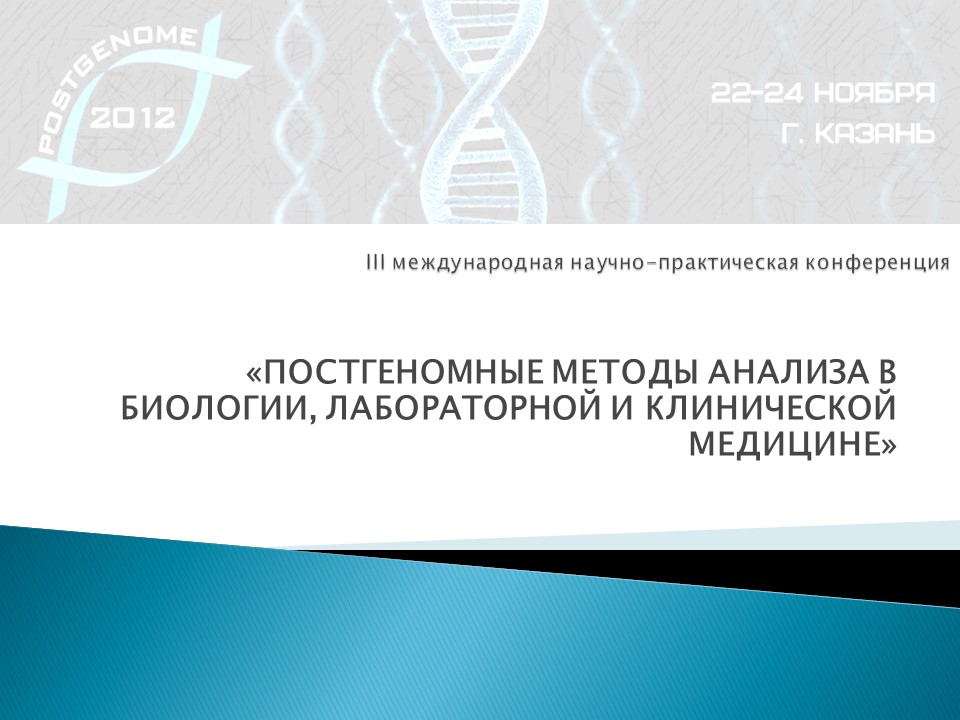 POSTGENOME
2012
22-24 НОЯБРЯ
Г. КАЗАНЬ
III международная научно-практическая конференция
«ПОСТГЕНОМНЫЕ МЕТОДЫ АНАЛИЗА В
БИОЛОГИИ, ЛАБОРАТОРНОЙ И КЛИНИЧЕСКОЙ
МЕДИЦИНЕ»